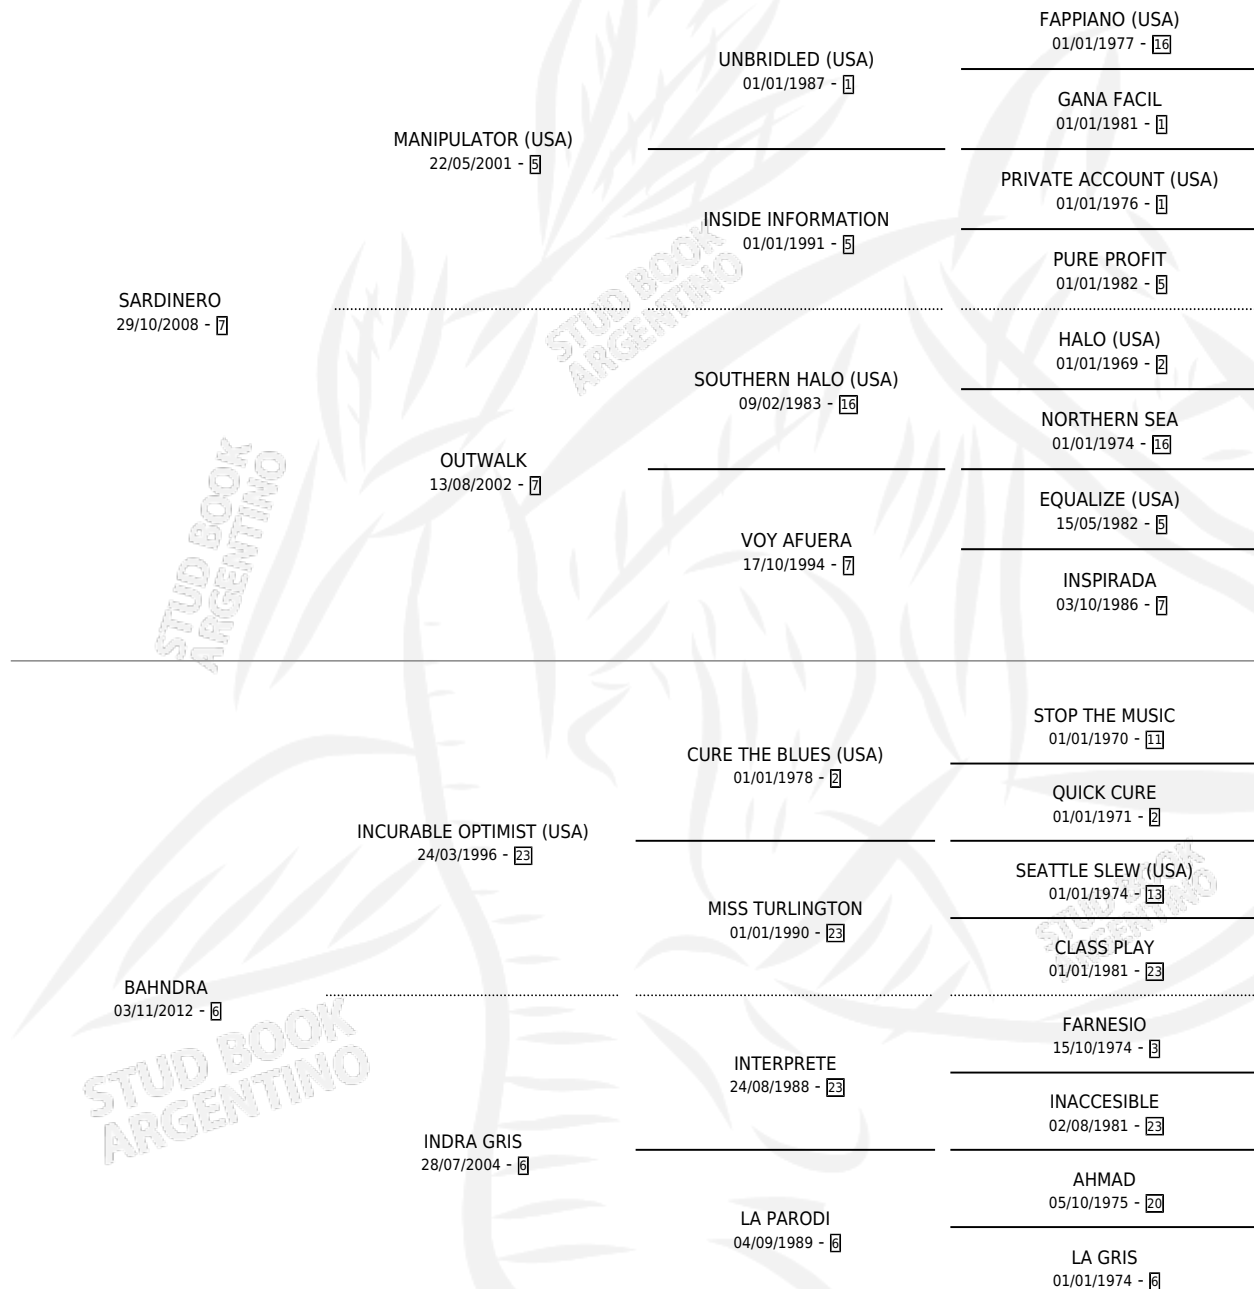 FAPPIANO (USA)
01/01/1977 - 16
UNBRIDLED (USA)
01/01/1987 - 1
GANA FACIL
01/01/1981 - 1
MANIPULATOR (USA)
22/05/2001 - 5
PRIVATE ACCOUNT (USA)
01/01/1976 - 1
INSIDE INFORMATION
01/01/1991 - 5
PURE PROFIT
01/01/1982 - 5
SARDINERO
29/10/2008 - 7
STUD BOOK
ARGENTINO
HALO (USA)
01/01/1969 - 2
SOUTHERN HALO (USA)
09/02/1983 - 16
NORTHERN SEA
01/01/1974 - 16
OUTWALK
13/08/2002 - 7
EQUALIZE (USA)
15/05/1982 - 5
VOY AFUERA
17/10/1994 - 7
INSPIRADA
03/10/1986 - 7
STUD BOOK
ARGENTINO
STOP THE MUSIC
01/01/1970 - 11
CURE THE BLUES (USA)
01/01/1978 - 2
QUICK CURE
01/01/1971 - 2
INCURABLE OPTIMIST (USA)
24/03/1996 - 23
SEATTLE SLEW (USA)
01/01/1974 - 13
MISS TURLINGTON
01/01/1990 - 23
CLASS PLAY
01/01/1981 - 23
STUD BOOK
ARGENTINO
BAHNDRA
03/11/2012 - 6
FARNESIO
15/10/1974 - 3
INTERPRETE
24/08/1988 - 23
INACCESIBLE
02/08/1981 - 23
STUD BOOK
ARGENTINO
INDRA GRIS
28/07/2004 - 6
AHMAD
05/10/1975 - 20
LA PARODI
04/09/1989 - 6
LA GRIS
01/01/1974 - 6